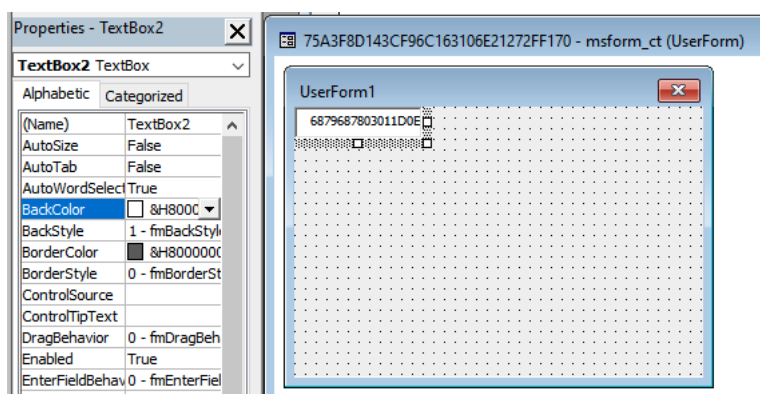 Properties - TextBox2
TextBox2 TextBox
Alphabetic Categorized
(Name) TextBox2
AutoSize False
AutoTab False
AutoWordSelect True
BackColor &H8000
BackStyle 1 - fmBackStyl
BorderColor &H8000000
BorderStyle 0 - fmBorderSt
ControlSource
ControlTipText
DragBehavior 0 - fmDragBeh
Enabled True
EnterFieldBehav 0 - fmEnterFiel
75A3F8D143CF96C163106E21272FF170 - msform_ct (UserForm)
UserForm1
6879687803011D0E